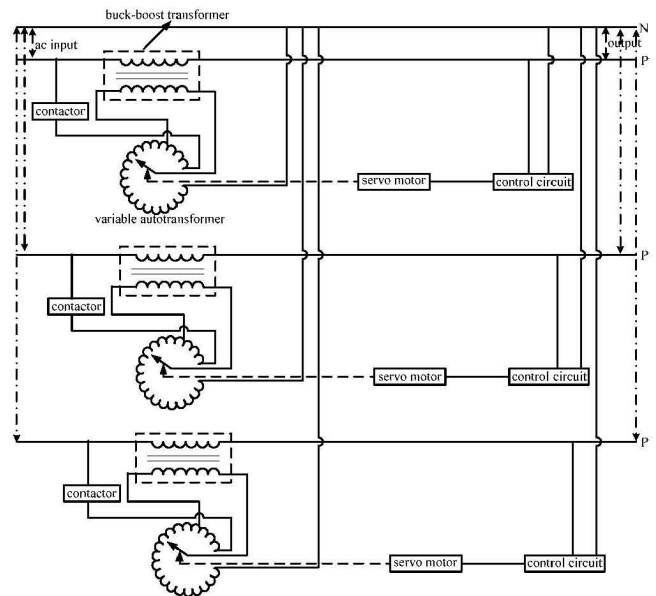 buck-boost transformer
N
ac input
output
P
contactor
servo motor
control circuit
variable autotransformer
P
contactor
servo motor
control circuit
P
contactor
servo motor
control circuit